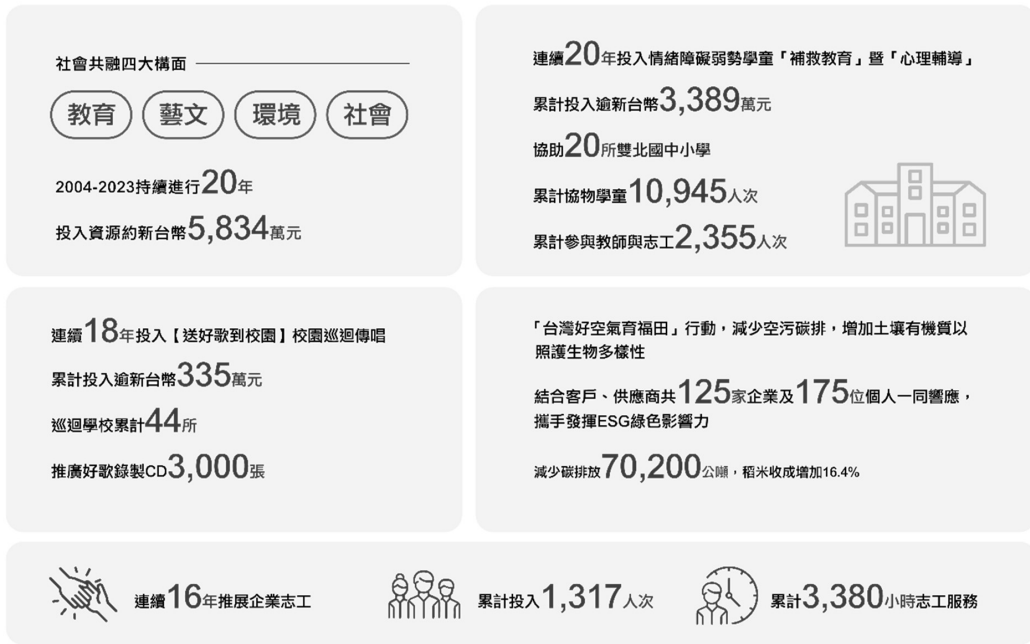 社會共融四大構面
教育 藝文 環境 社會
2004-2023持續進行20年
投入資源約新台幣5,834萬元
連續20年投入情緒障礙弱勢學童「補救教育」暨「心理輔導」
累計投入逾新台幣3,389萬元
協助20所雙北國中小學
累計協物學童10,945人次
累計參與教師與志工2,355人次
連續18年投入【送好歌到校園】校園巡迴傳唱
累計投入逾新台幣335萬元
巡迴學校累計44所
推廣好歌錄製CD3,000張
「台灣好空氣育福田」行動，減少空污碳排，增加土壤有機質以
照護生物多樣性
結合客戶、供應商共125家企業及175位個人一同響應，
攜手發揮ESG綠色影響力
減少碳排放70,200公噸，稻米收成增加16.4%
連續16年推展企業志工
累計投入1,317人次
累計3,380小時志工服務